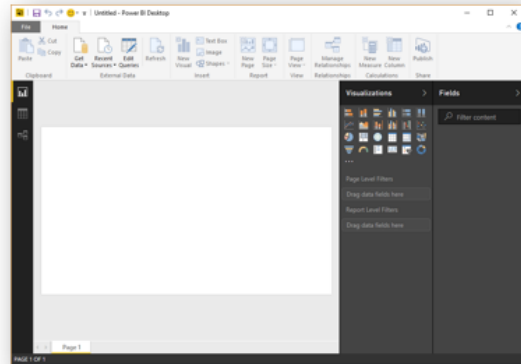 Untitled - Power BI Desktop
File
Home
Paste
Cut
Copy
Clipboard
Get Data
Recent Sources
Edit Queries
External Data
Refresh
New Visual
Text Box
Image
Shapes
Insert
New Page
Page Size
Report
Page View
View
Manage Relationships
Relationships
New Measure
New Column
Calculations
Publish
Share
Visualizations
Fields
Filter content
Page Level Filters
Drag data fields here
Report Level Filters
Drag data fields here
Page 1
PAGE 1 OF 1